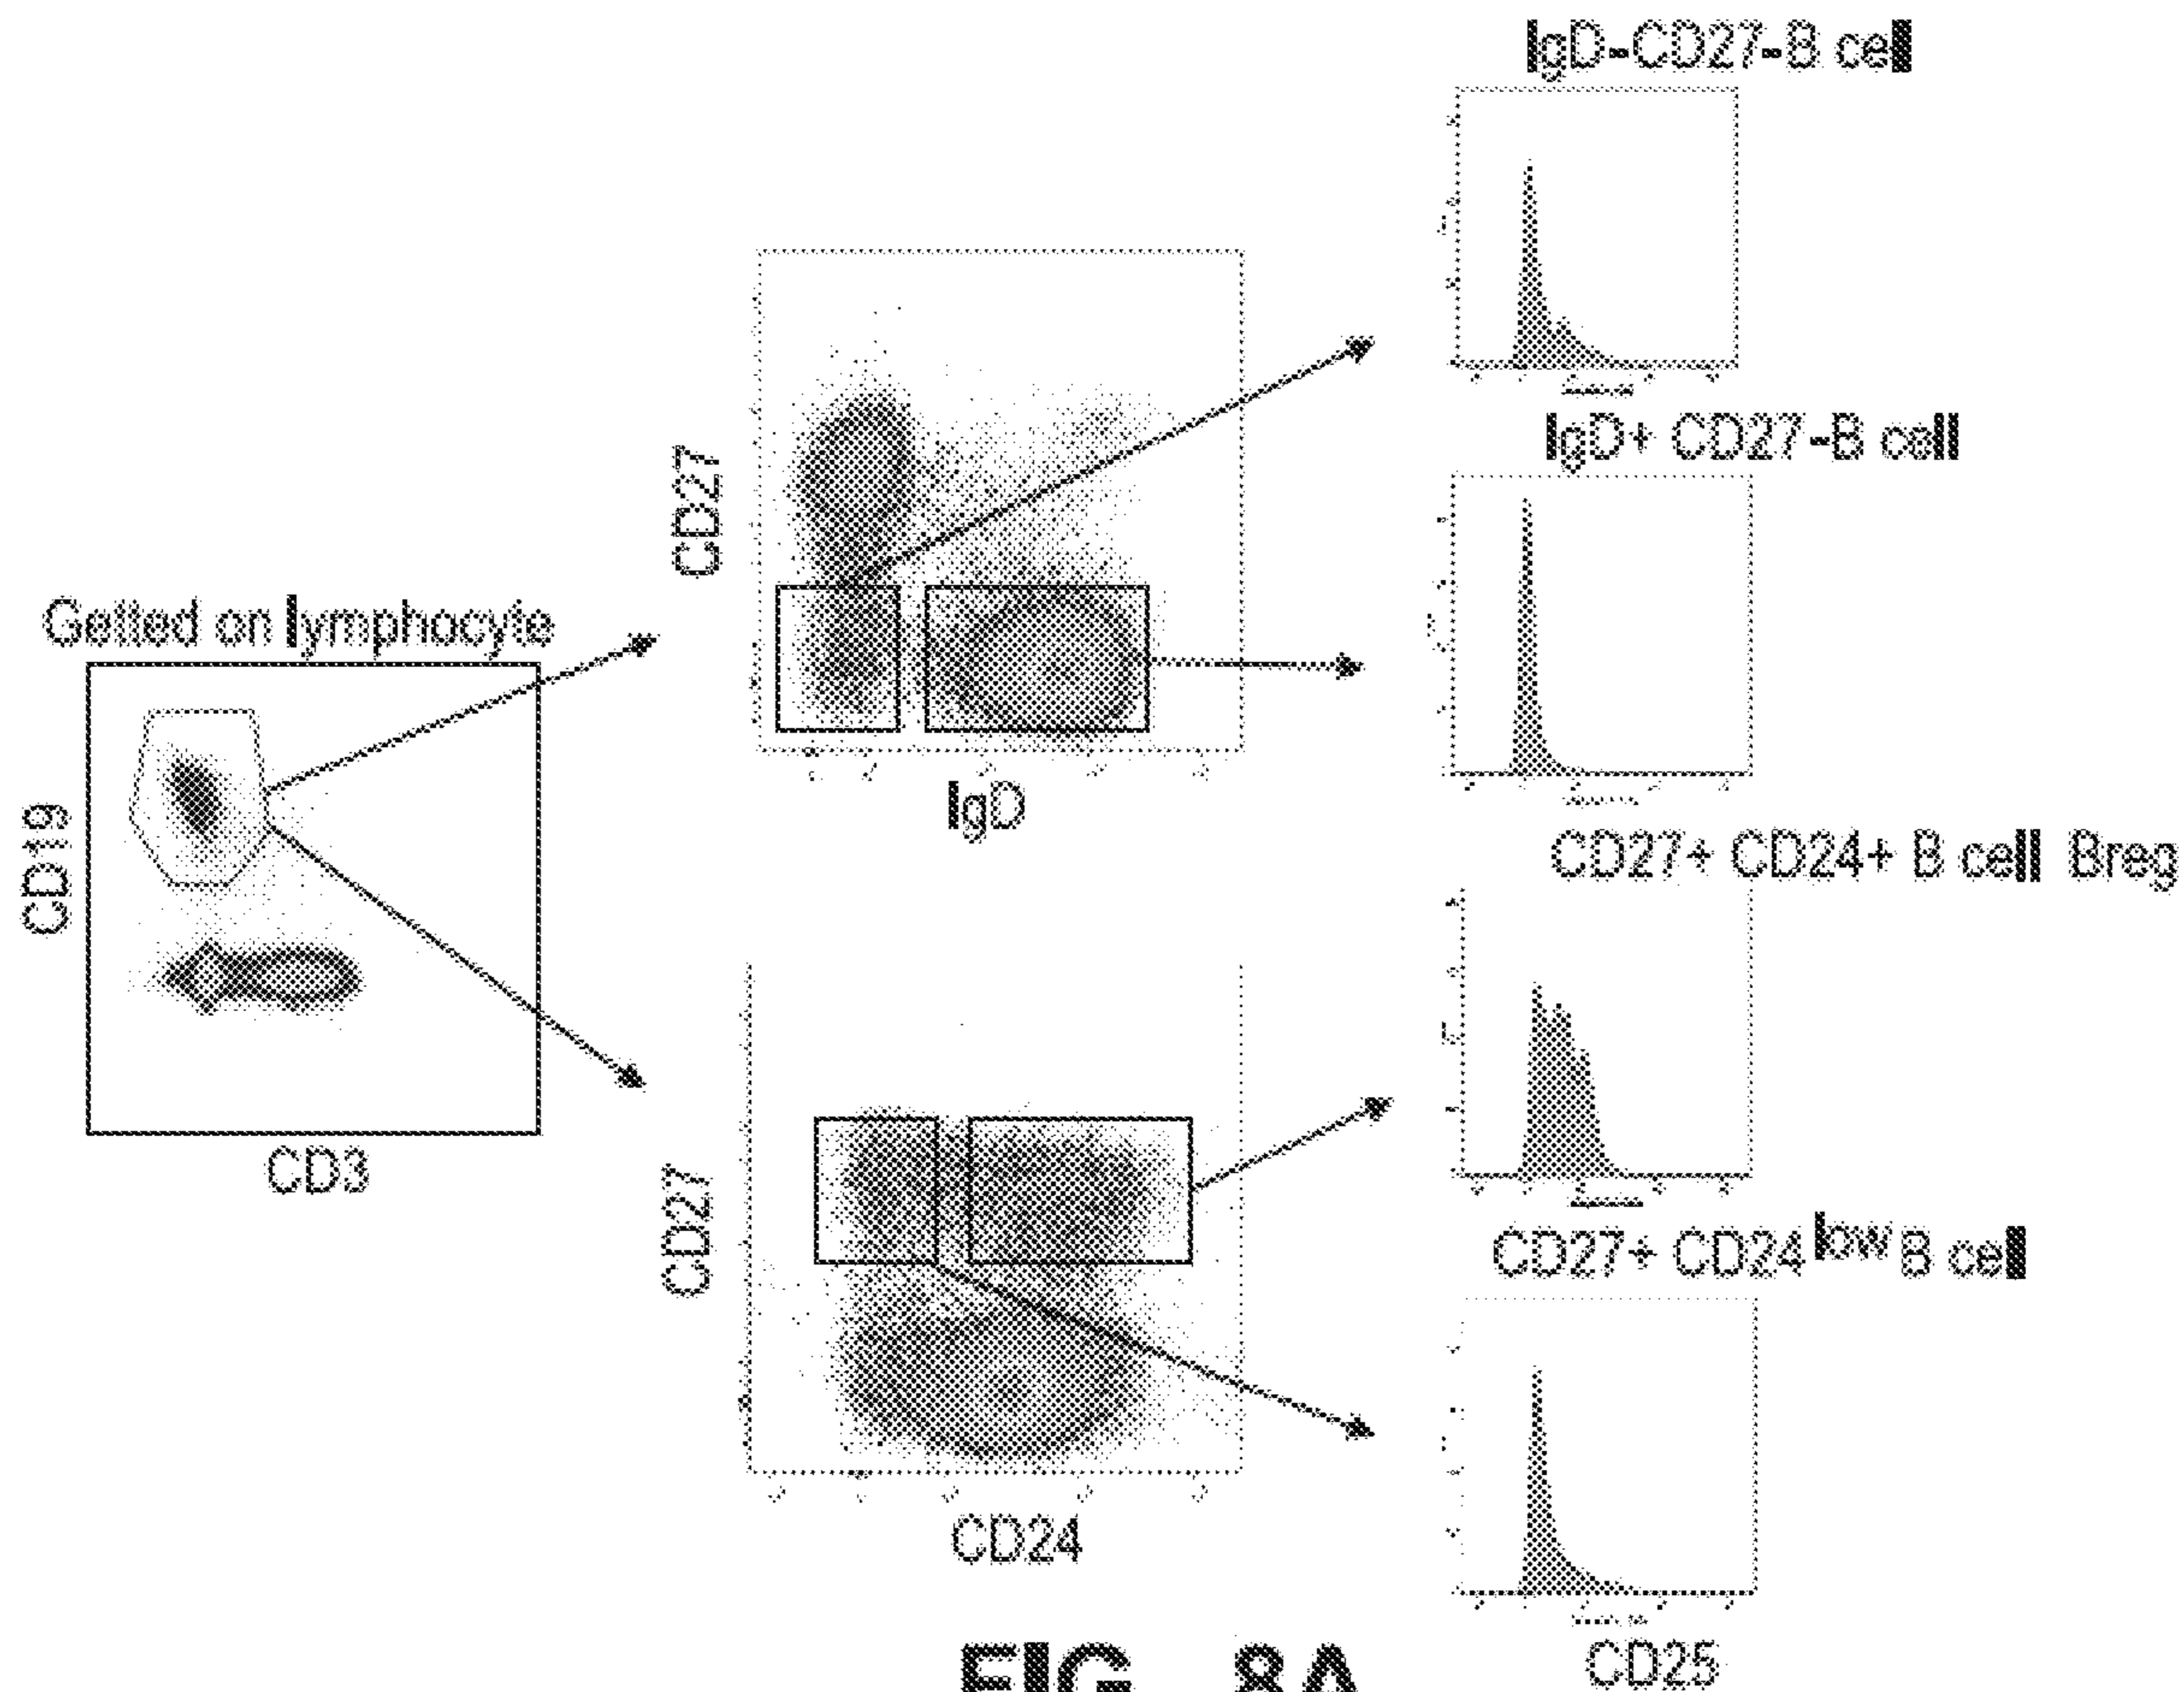 IgD-CD27-B cell
CD27
IgD+ CD27-B cell
Getted on lymphocyte
CD19
IgD
CD27+ CD24+ B cell Breg
CD3
CD27
CD27+ CD24 low B cell
CD24
CD25
FIG. 8A